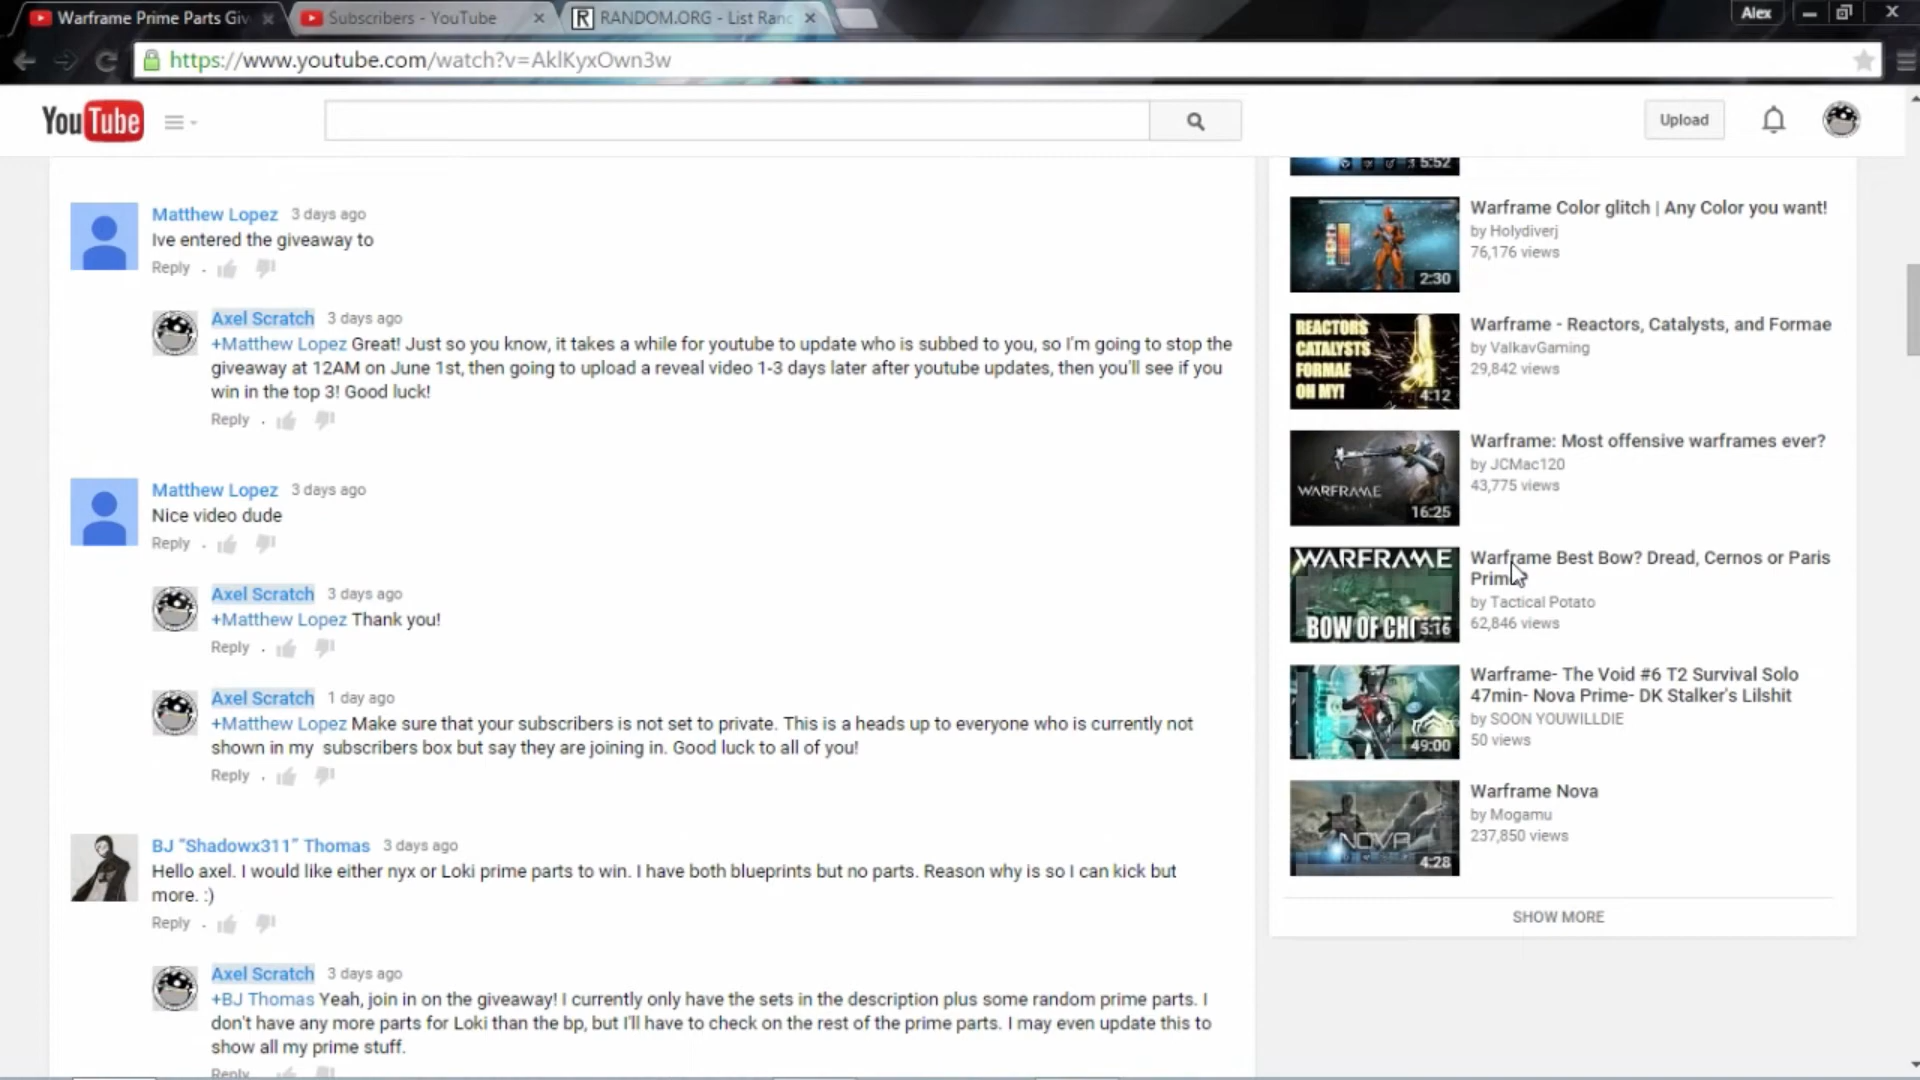 Warframe Prime Parts Giv
Subscribers - YouTube
RANDOM.ORG - List Ranc
Alex
https://www.youtube.com/watch?v=AklKyxOwn3w
YouTube
Upload
Matthew Lopez 3 days ago
Ive entered the giveaway to
Reply .
Axel Scratch 3 days ago
+Matthew Lopez Great! Just so you know, it takes a while for youtube to update who is subbed to you, so I'm going to stop the
giveaway at 12AM on June 1st, then going to upload a reveal video 1-3 days later after youtube updates, then you'll see if you
win in the top 3! Good luck!
Reply .
Matthew Lopez 3 days ago
Nice video dude
Reply .
Axel Scratch 3 days ago
+Matthew Lopez Thank you!
Reply .
Axel Scratch 1 day ago
+Matthew Lopez Make sure that your subscribers is not set to private. This is a heads up to everyone who is currently not
shown in my subscribers box but say they are joining in. Good luck to all of you!
Reply .
BJ “Shadowx311” Thomas 3 days ago
Hello axel. I would like either nyx or Loki prime parts to win. I have both blueprints but no parts. Reason why is so I can kick but
more. :)
Reply .
Axel Scratch 3 days ago
+BJ Thomas Yeah, join in on the giveaway! I currently only have the sets in the description plus some random prime parts. I
don't have any more parts for Loki than the bp, but I'll have to check on the rest of the prime parts. I may even update this to
show all my prime stuff.
Reply
5:52
2:30
Warframe Color glitch | Any Color you want!
by Holydiverj
76,176 views
REACTORS
CATALYSTS
FORMAE
OH MY!
4:12
Warframe - Reactors, Catalysts, and Formae
by ValkavGaming
29,842 views
WARFRAME
16:25
Warframe: Most offensive warframes ever?
by JCMac120
43,775 views
WARFRAME
BOW OF CHOICE
5:16
Warframe Best Bow? Dread, Cernos or Paris
Prime?
by Tactical Potato
62,846 views
49:00
Warframe- The Void #6 T2 Survival Solo
47min- Nova Prime- DK Stalker's Lilshit
by SOON YOUWILLDIE
50 views
NOVA
4:28
Warframe Nova
by Mogamu
237,850 views
SHOW MORE